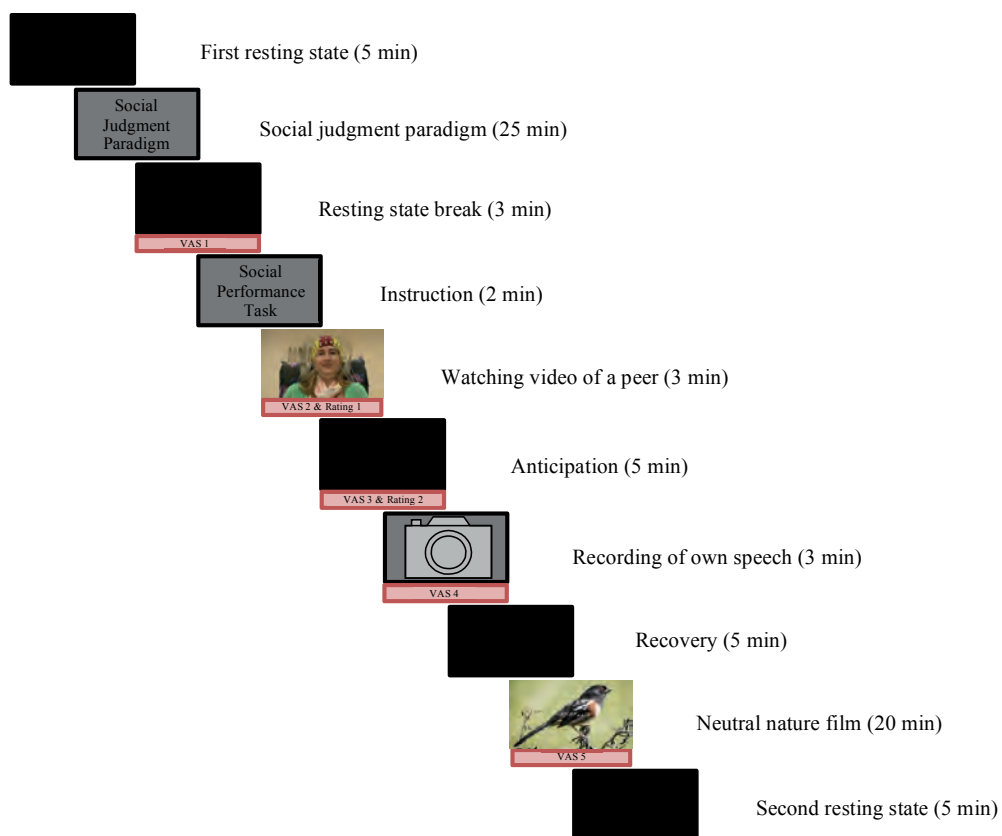 First resting state (5 min)
Social
Judgment
Paradigm
Social judgment paradigm (25 min)
Resting state break (3 min)
VAS 1
Social
Performance
Task
Instruction (2 min)
Watching video of a peer (3 min)
VAS 2 & Rating 1
Anticipation (5 min)
VAS 3 & Rating 2
Recording of own speech (3 min)
VAS 4
Recovery (5 min)
Neutral nature film (20 min)
VAS 5
Second resting state (5 min)